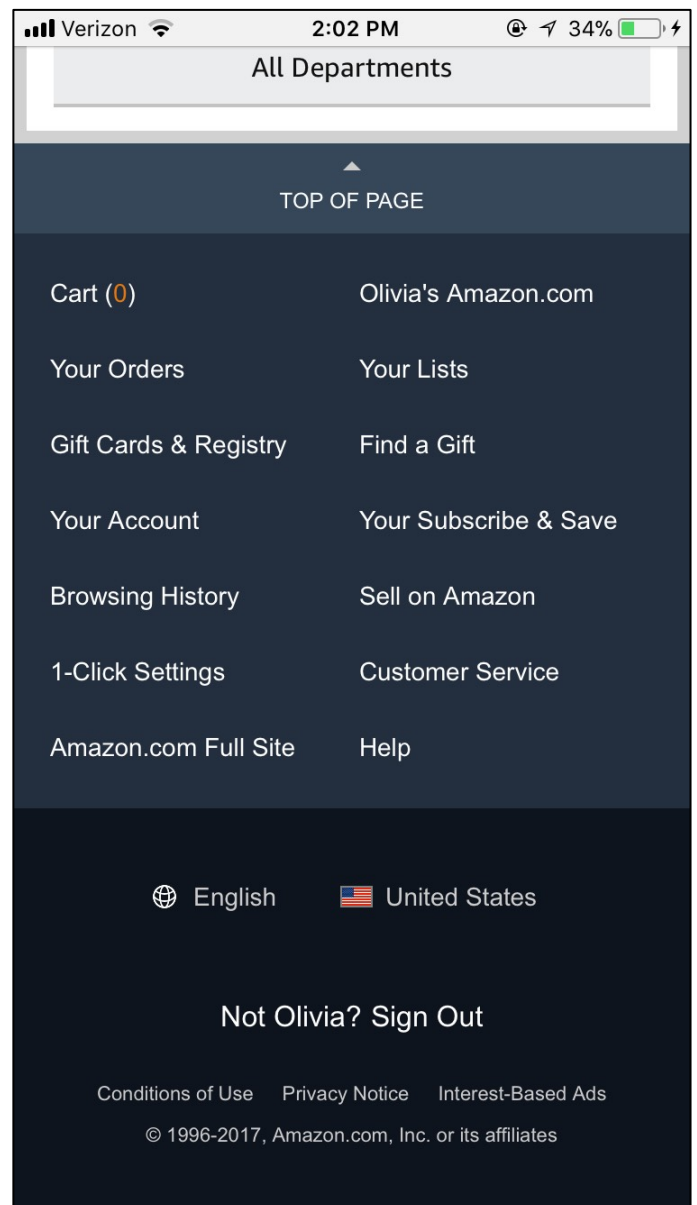 Verizon 2:02 PM 34%
All Departments
TOP OF PAGE
Cart (0) Olivia's Amazon.com
Your Orders Your Lists
Gift Cards & Registry Find a Gift
Your Account Your Subscribe & Save
Browsing History Sell on Amazon
1-Click Settings Customer Service
Amazon.com Full Site Help
English United States
Not Olivia? Sign Out
Conditions of Use Privacy Notice Interest-Based Ads
© 1996-2017, Amazon.com, Inc. or its affiliates